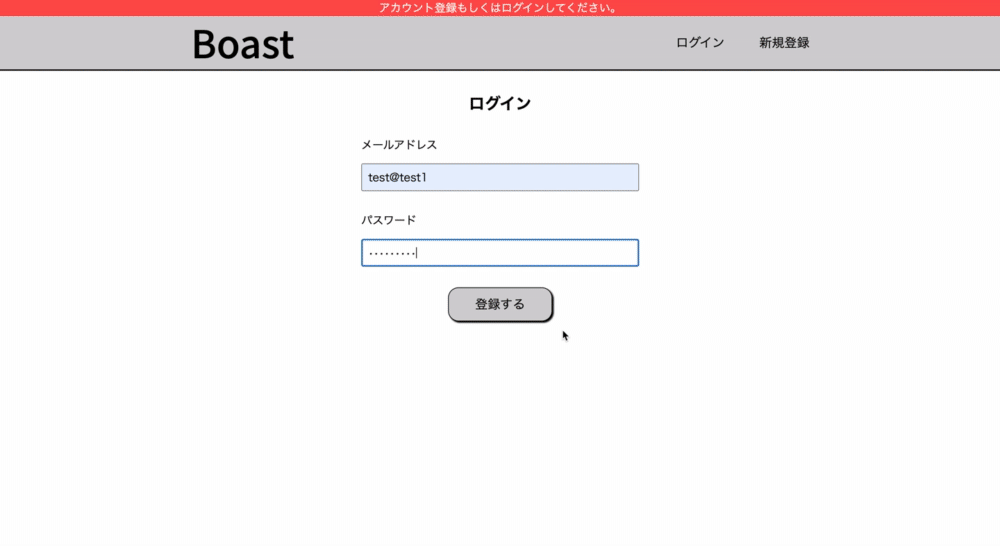 アカウント登録もしくはログインしてください。
Boast
ログイン
新規登録
ログイン
メールアドレス
test@test1
パスワード
·········
登録する